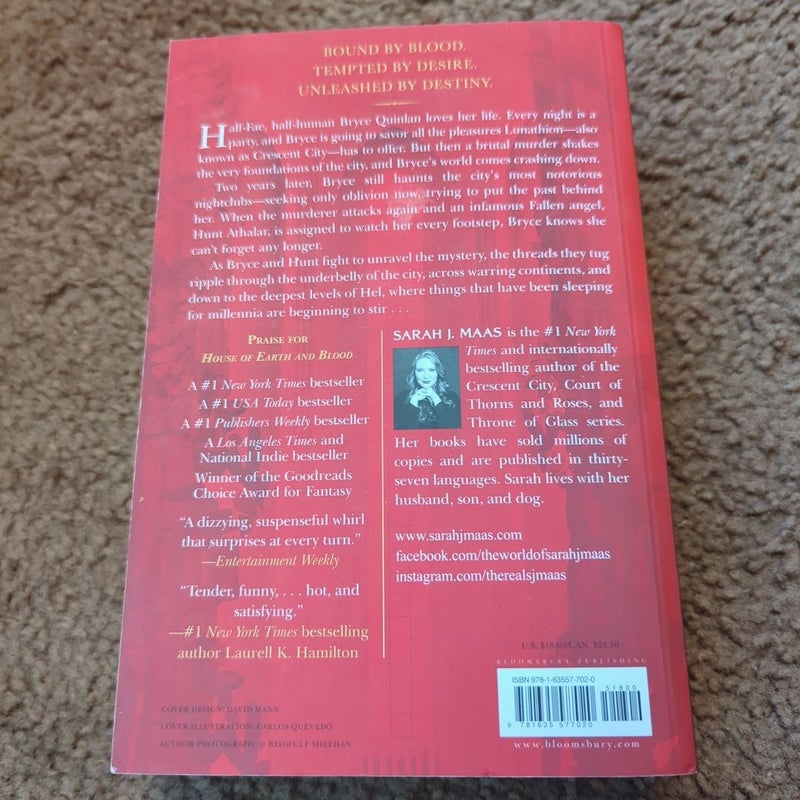 BOUND BY BLOOD.
TEMPTED BY DESIRE.
UNLEASHED BY DESTINY.
Half-Fae, half-human Bryce Quinlan loves her life. Every night is a
party, and Bryce is going to savor all the pleasures Lunathion—also
known as Crescent City—has to offer. But then a brutal murder shakes
the very foundations of the city, and Bryce's world comes crashing down.
Two years later, Bryce still haunts the city's most notorious
nightclubs—seeking only oblivion now, trying to put the past behind
her. When the murderer attacks again and an infamous Fallen angel,
Hunt Athalar, is assigned to watch her every footstep, Bryce knows she
can't forget any longer.
As Bryce and Hunt fight to unravel the mystery, the threads they tug
ripple through the underbelly of the city, across warring continents, and
down to the deepest levels of Hel, where things that have been sleeping
for millennia are beginning to stir . . .
PRAISE FOR
HOUSE OF EARTH AND BLOOD
A #1 New York Times bestseller
A #1 USA Today bestseller
A #1 Publishers Weekly bestseller
A Los Angeles Times and
National Indie bestseller
Winner of the Goodreads
Choice Award for Fantasy
“A dizzying, suspenseful whirl
that surprises at every turn.”
—Entertainment Weekly
“Tender, funny, . . . hot, and
satisfying.”
—#1 New York Times bestselling
author Laurell K. Hamilton
SARAH J. MAAS is the #1 New York
Times and internationally
bestselling author of the
Crescent City, Court of
Thorns and Roses, and
Throne of Glass series.
Her books have sold millions of
copies and are published in thirty-
seven languages. Sarah lives with her
husband, son, and dog.
www.sarahjmaas.com
facebook.com/theworldofsarahjmaas
instagram.com/therealsjmaas
U.S. $18.00/CAN. $24.50
BLOOMSBURY PUBLISHING
ISBN 978-1-63557-702-0
51800
9 781635 577020
www.bloomsbury.com
COVER DESIGN: DAVID MANN
COVER ILLUSTRATION: CARLOS QUEVEDO
AUTHOR PHOTOGRAPH: © BEOWULF SHEEHAN